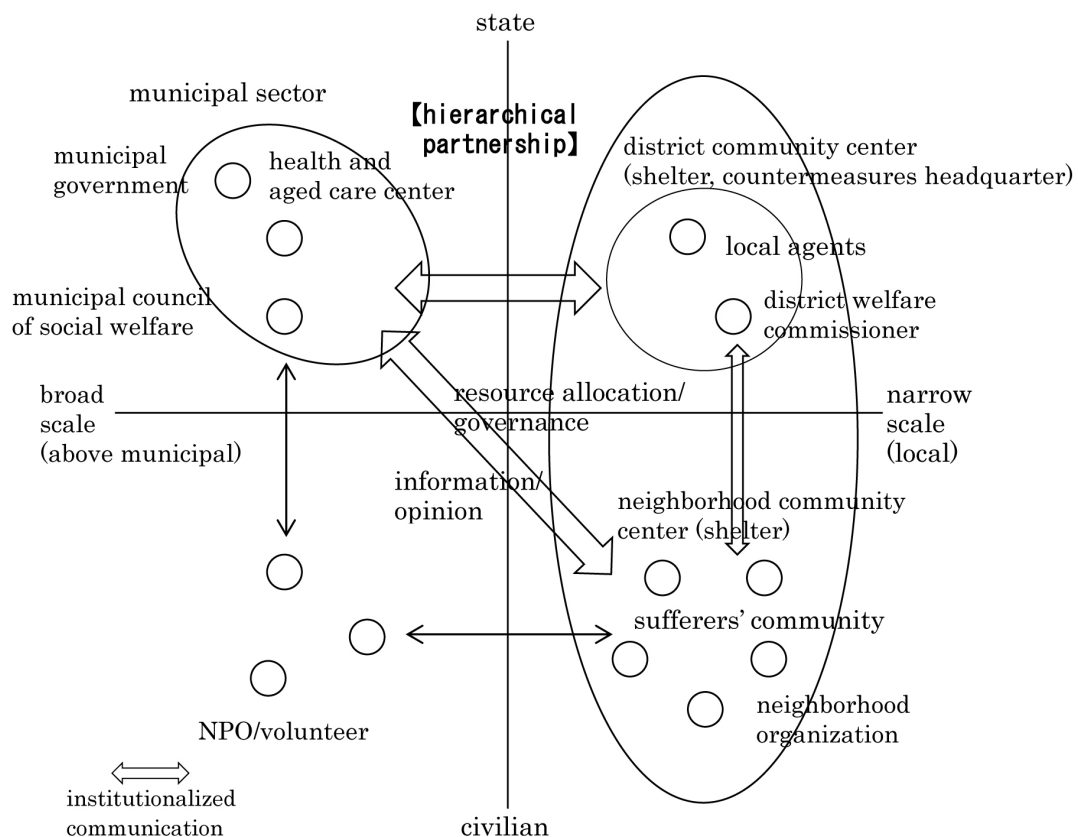 state
municipal sector
【hierarchical
partnership】
municipal
government
health and
aged care center
district community center
(shelter, countermeasures headquarter)
local agents
municipal council
of social welfare
district welfare
commissioner
broad
scale
(above municipal)
resource allocation/
governance
narrow
scale
(local)
information/
opinion
neighborhood community
center (shelter)
sufferers’ community
neighborhood
organization
NPO/volunteer
institutionalized
communication
civilian